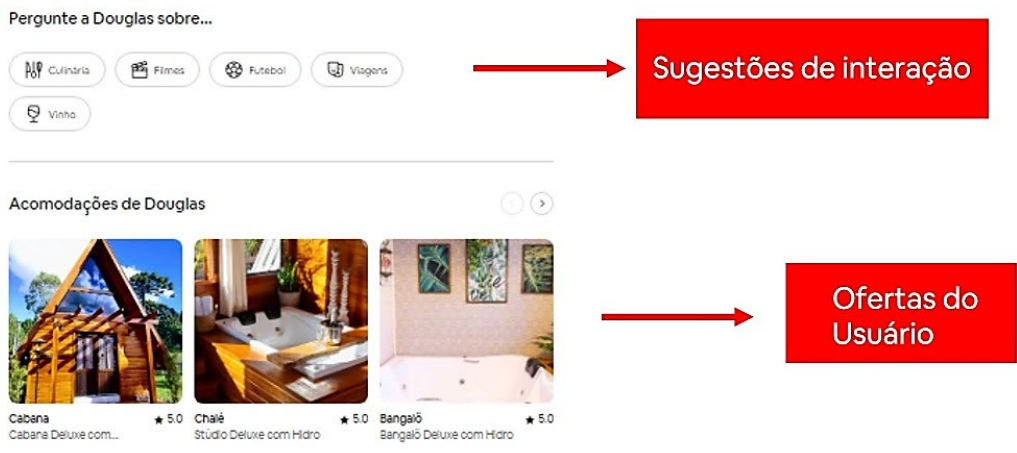 Pergunte a Douglas sobre...
Culinária
Filmes
Futebol
Viagens
Vinho
Sugestões de interação
Acomodações de Douglas
Ofertas do
Usuário
Cabana ★ 5.0
Cabana Deluxe com...
Chalé ★ 5.0
Stúdio Deluxe com Hidro
Bangalô ★ 5.0
Bangalô Deluxe com Hidro